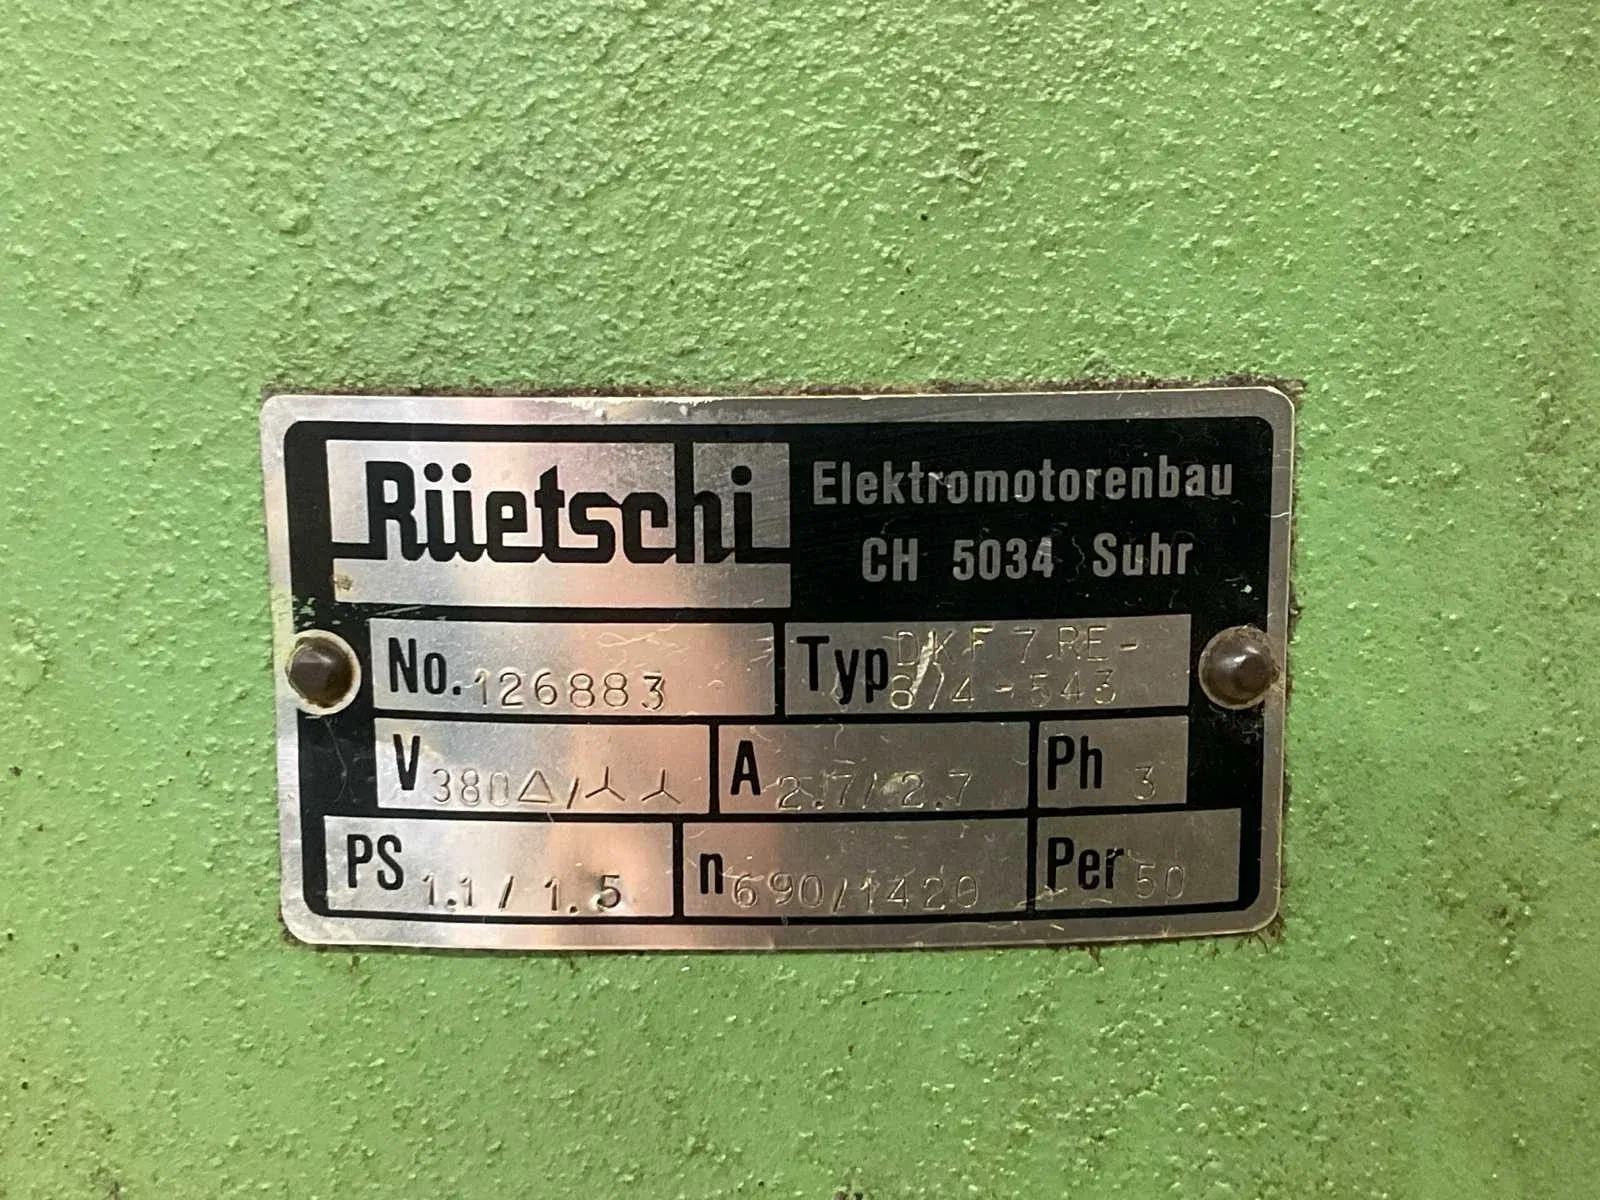 Rüetschi
Elektromotorenbau
CH 5034 Suhr
No. 126883
Typ DKF 7 RE-
8/4-543
V 380 △/⅄⅄
A 2.7/2.7
Ph 3
PS 1.1/1.5
n 690/1420
Per 50